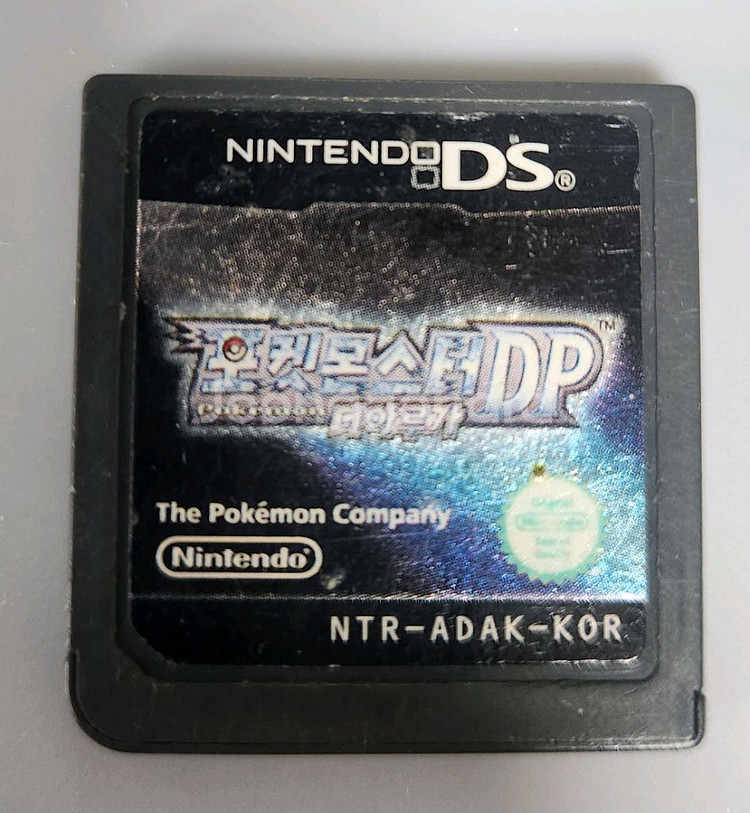 NINTENDO DS®
포켓몬스터DP™
Pokémon
디아루가
The Pokémon Company
Nintendo®
NTR-ADAK-KOR